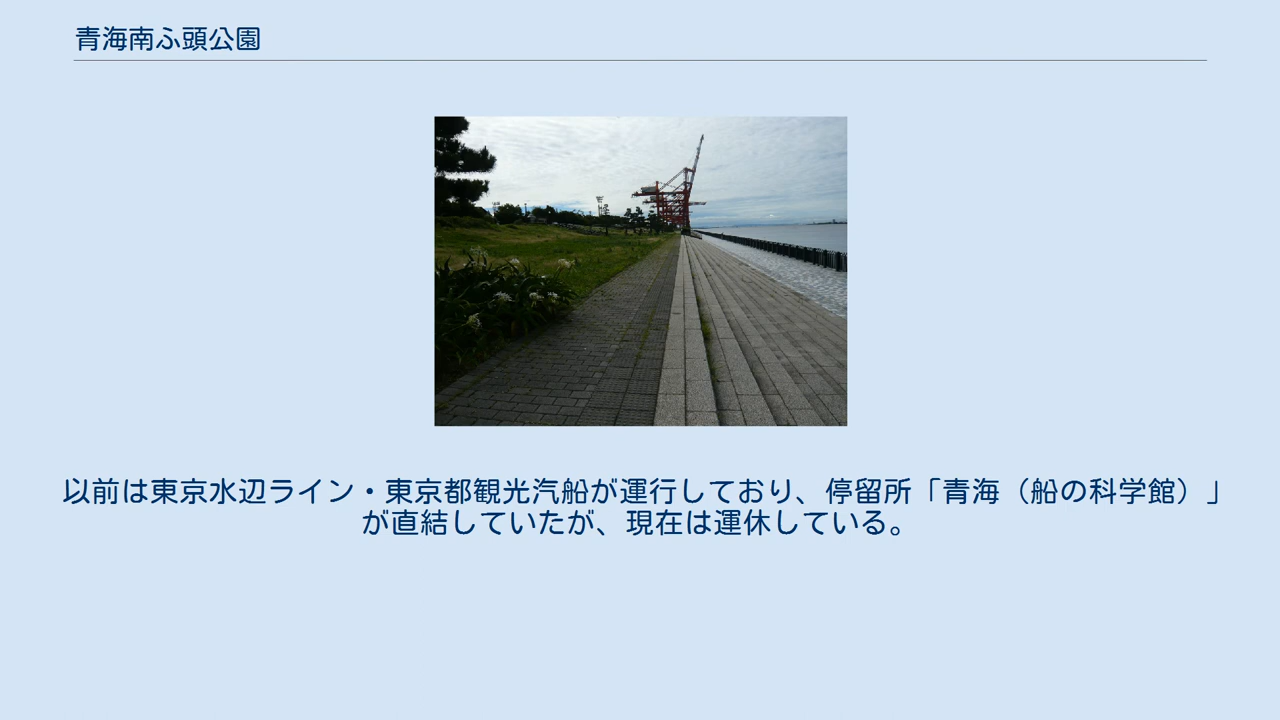 青海南ふ頭公園
以前は東京水辺ライン・東京都観光汽船が運行しており、停留所「青海（船の科学館）」
が直結していたが、現在は運休している。